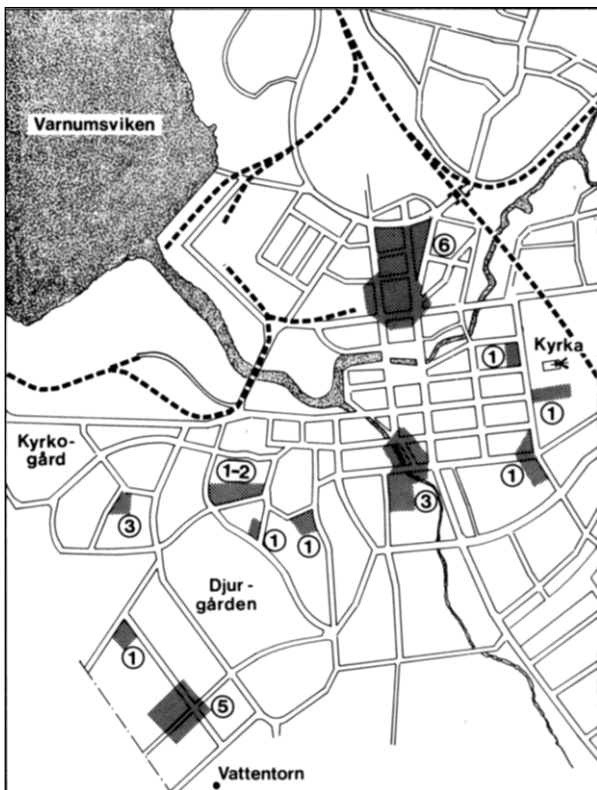 Varnumsviken
6
1
Kyrka
1
Kyrko-
gård
1-2
1
3
3
1
1
Djur-
gården
1
5
Vattentorn